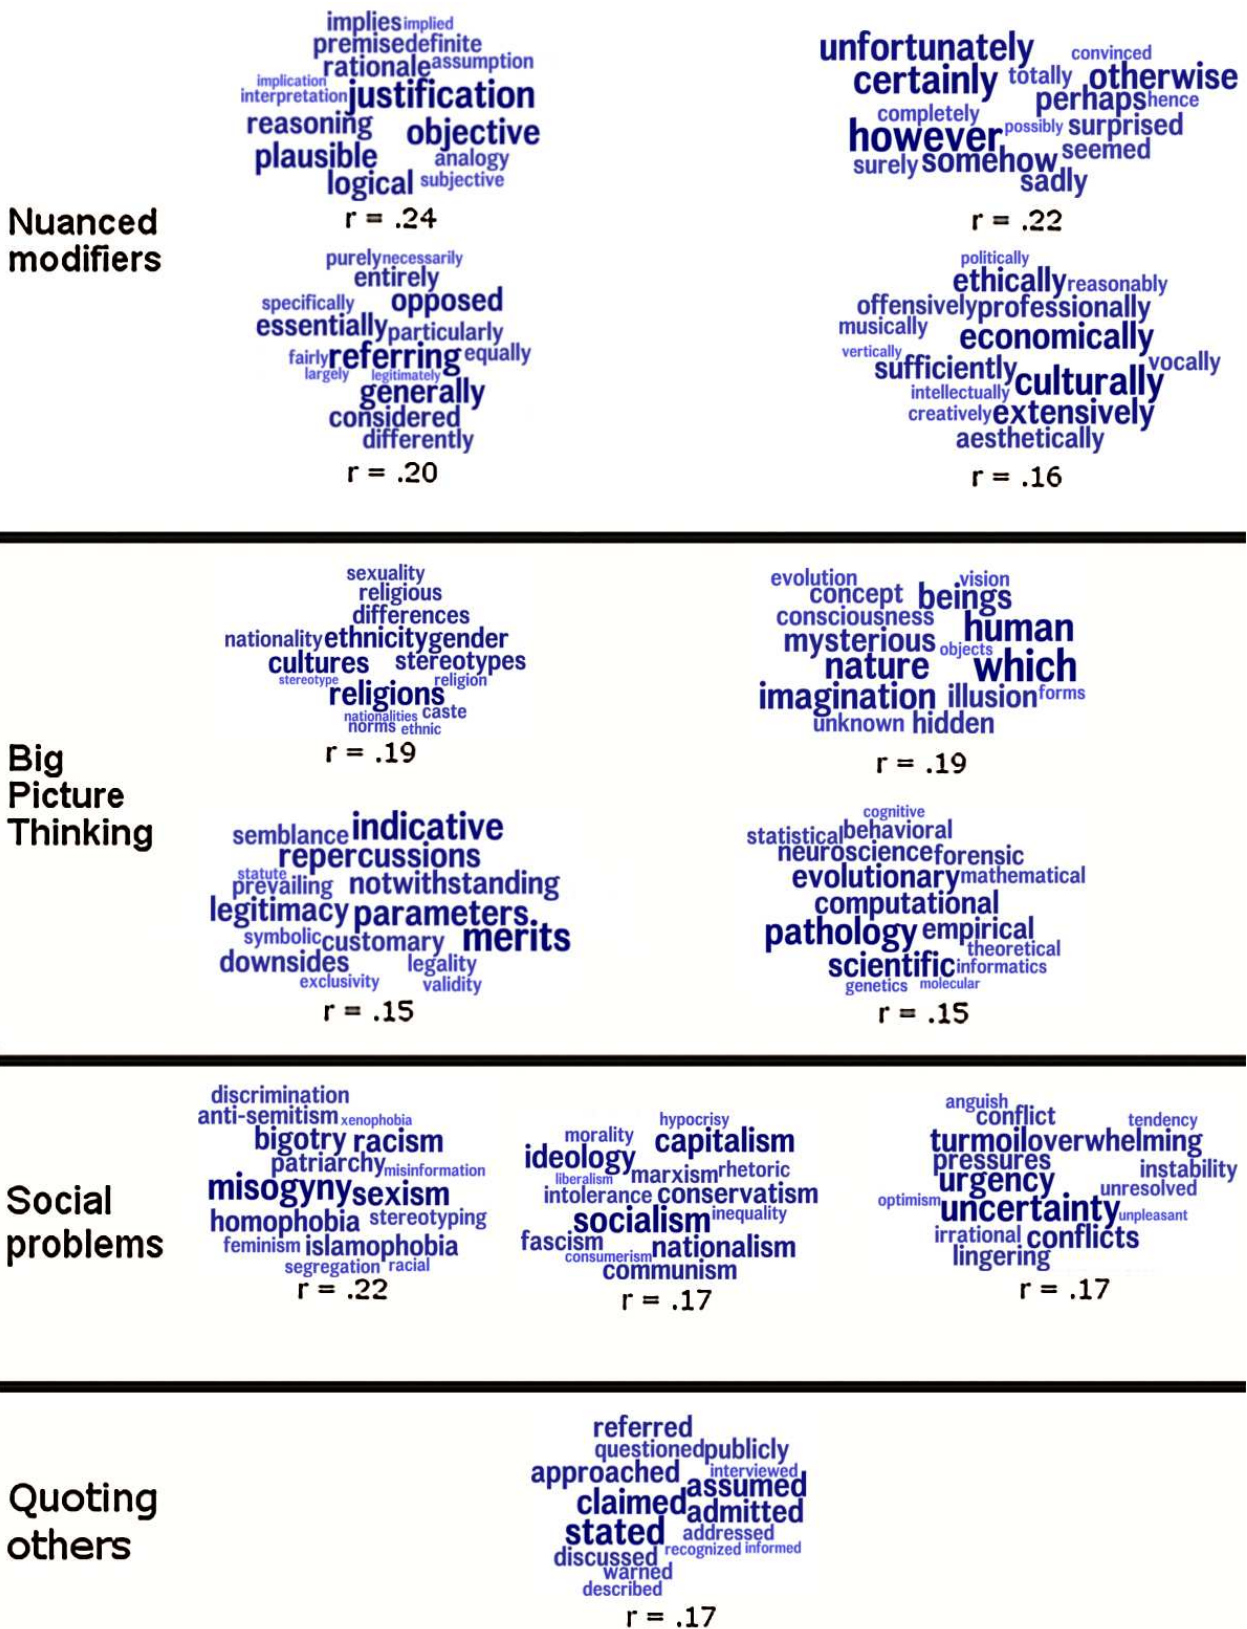 Nuanced
modifiers
implies implied
premise definite
rationale assumption
implication
interpretation justification
reasoning objective
plausible analogy
logical subjective
r = .24
unfortunately convinced
certainly totally otherwise
perhaps hence
completely
however possibly surprised
surely somehow seemed
sadly
r = .22
purely necessarily
entirely
specifically opposed
essentially particularly
fairly referring equally
largely legitimately
generally
considered
differently
r = .20
politically
ethically reasonably
offensively professionally
musically economically
vertically sufficiently vocally
intellectually culturally
creatively extensively
aesthetically
r = .16
Big
Picture
Thinking
sexuality
religious
differences
nationality ethnicity gender
cultures stereotypes
stereotype religions religion
nationalities caste
norms ethnic
r = .19
evolution vision
concept beings
consciousness human
mysterious objects
nature which
imagination illusion forms
unknown hidden
r = .19
semblance indicative
repercussions
statute
prevailing notwithstanding
legitimacy parameters
symbolic customary merits
downsides legality
exclusivity validity
r = .15
cognitive
statistical behavioral
neuroscience forensic
evolutionary mathematical
computational
pathology empirical
theoretical
scientific informatics
genetics molecular
r = .15
Social
problems
discrimination
anti-semitism xenophobia
bigotry racism
patriarchy misinformation
misogyny sexism
homophobia stereotyping
feminism islamophobia
segregation racial
r = .22
hypocrisy
morality capitalism
ideology marxism rhetoric
liberalism
intolerance conservatism
socialism inequality
fascism nationalism
consumerism
communism
r = .17
anguish
conflict tendency
turmoil overwhelming
pressures instability
urgency unresolved
optimism uncertainty unpleasant
irrational conflicts
lingering
r = .17
Quoting
others
referred
questioned publicly
approached interviewed
assumed
claimed admitted
stated addressed
discussed recognized informed
warned
described
r = .17